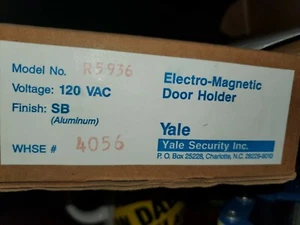 Model No. R5936
Voltage: 120 VAC
Finish: SB
(Aluminum)
WHSE # 4056
Electro-Magnetic
Door Holder
Yale
Yale Security Inc.
P.O. Box 25228, Charlotte, N.C. 28229-8010